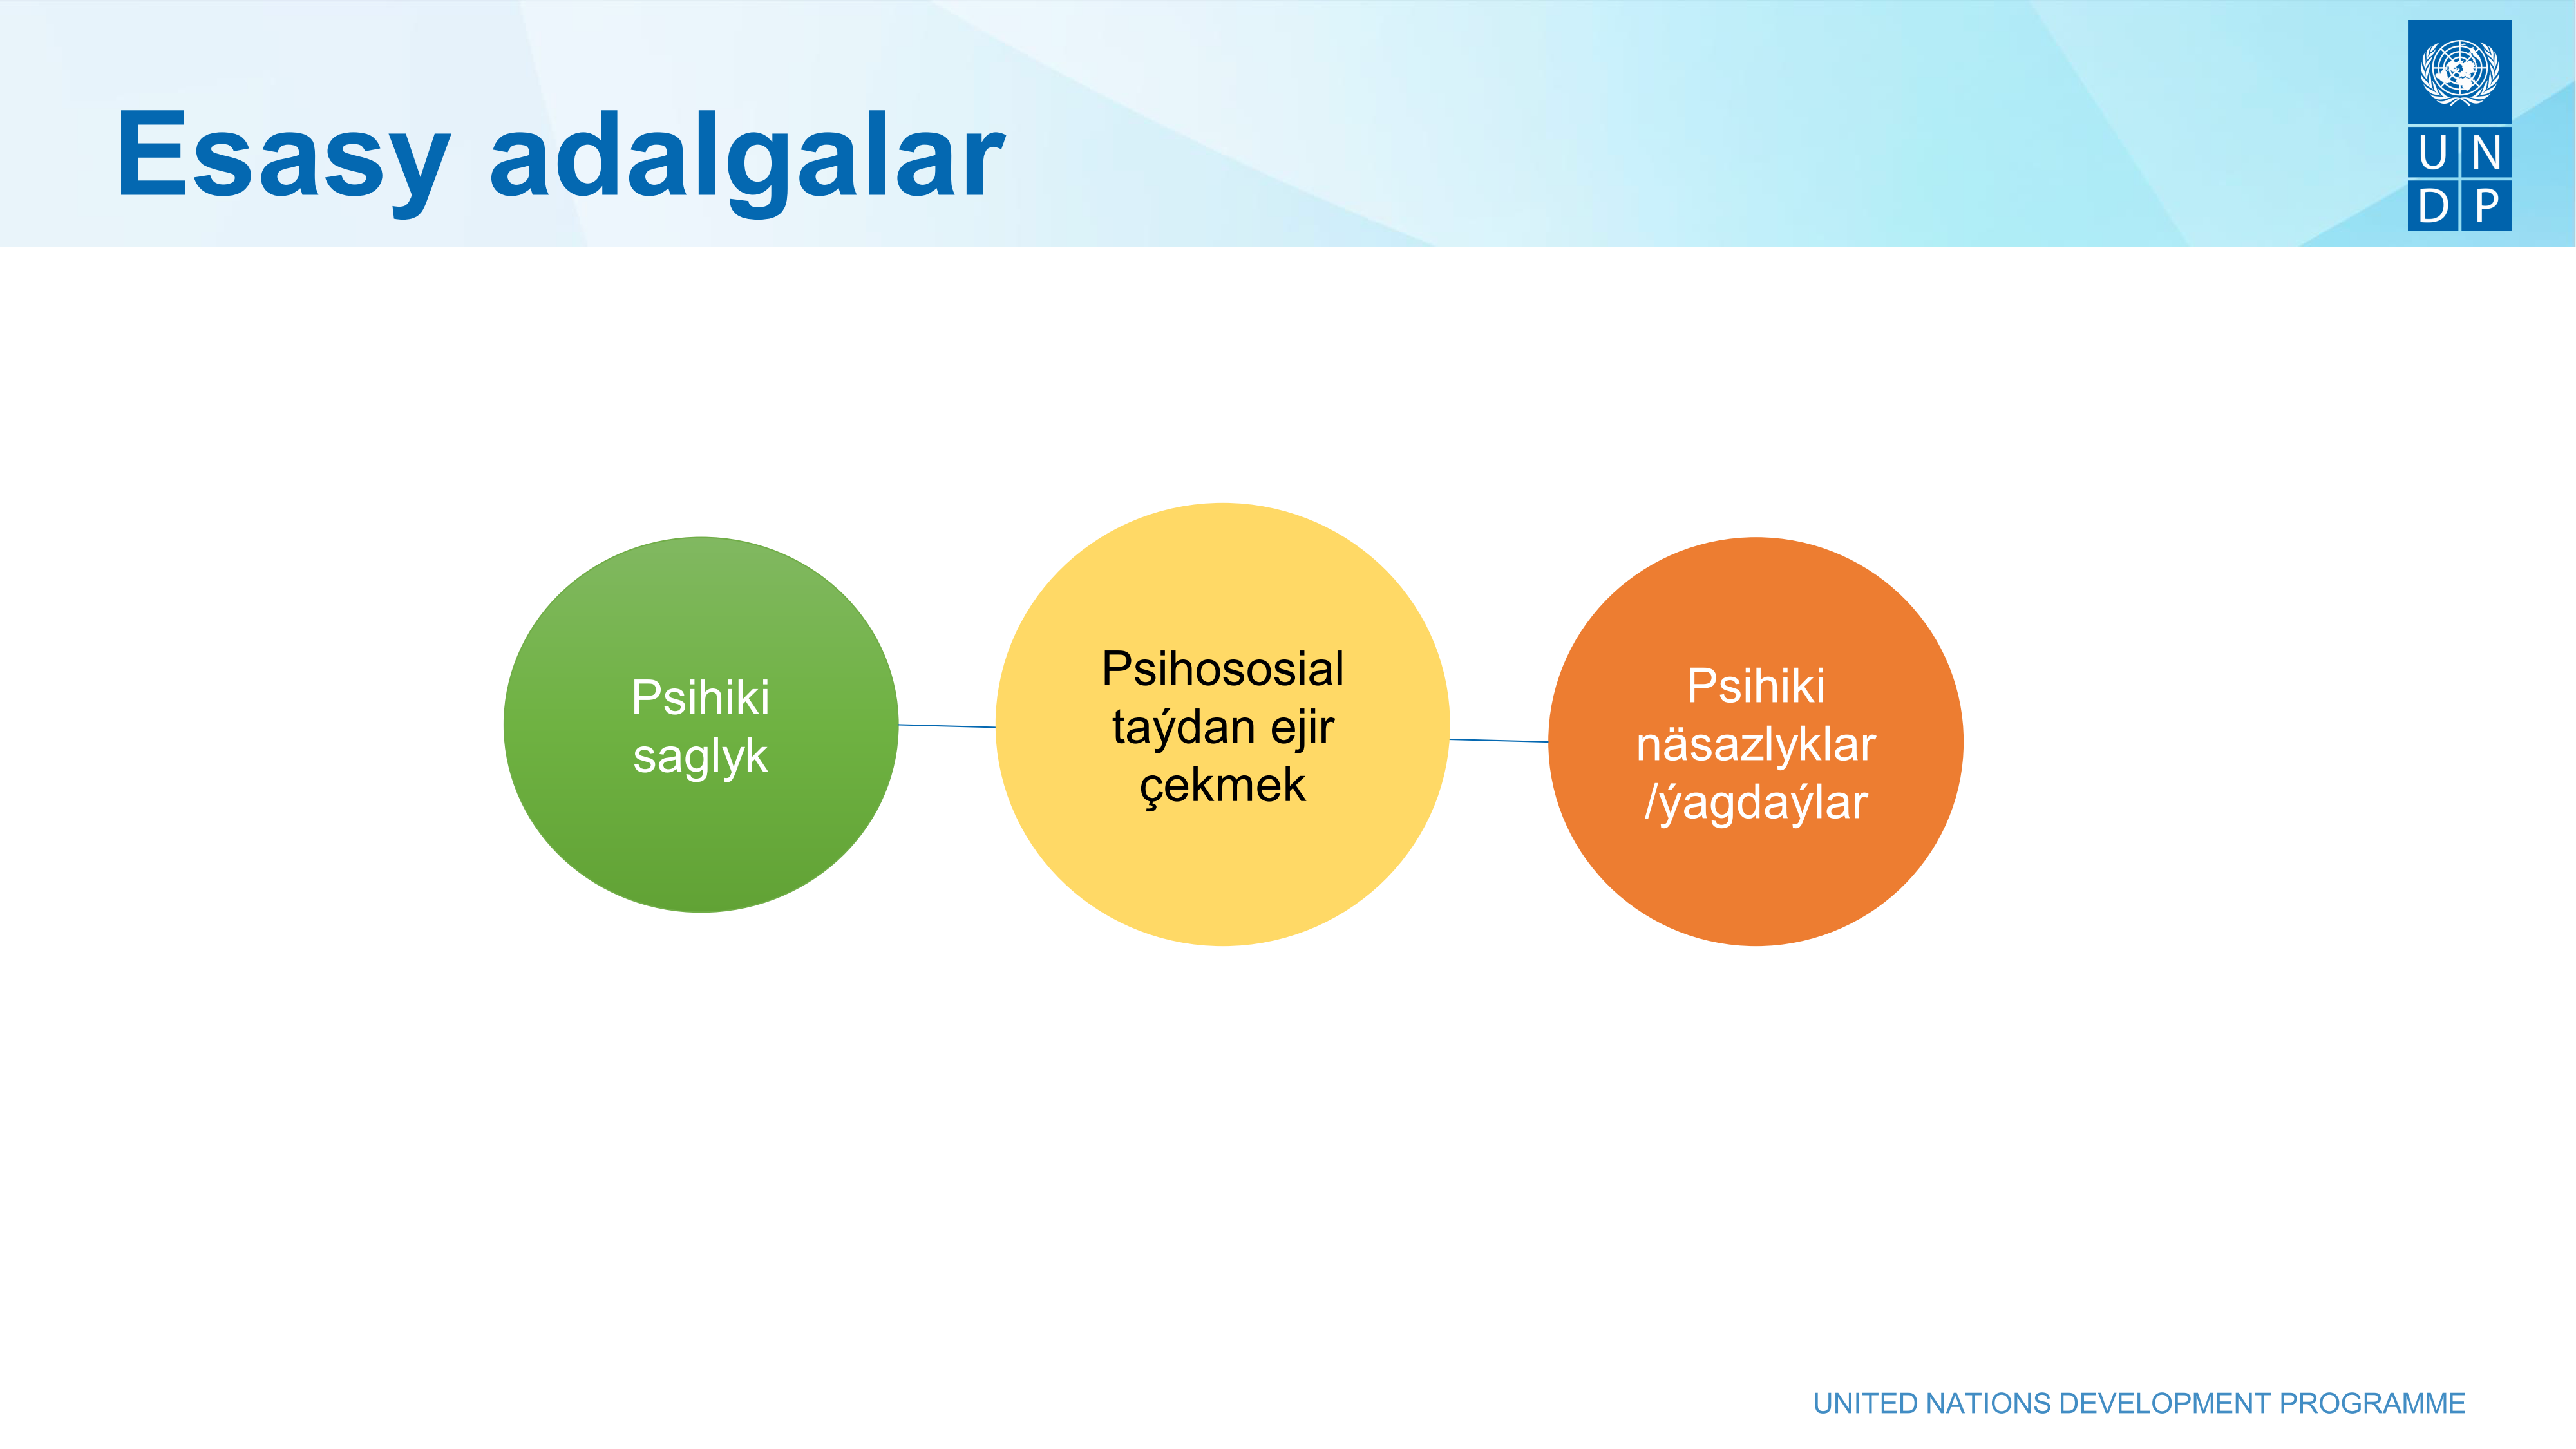 Esasy adalgalar
U N
D P
Psihiki
saglyk
Psihososial
taýdan ejir
çekmek
Psihiki
näsazlyklar
/ýagdaýlar
UNITED NATIONS DEVELOPMENT PROGRAMME